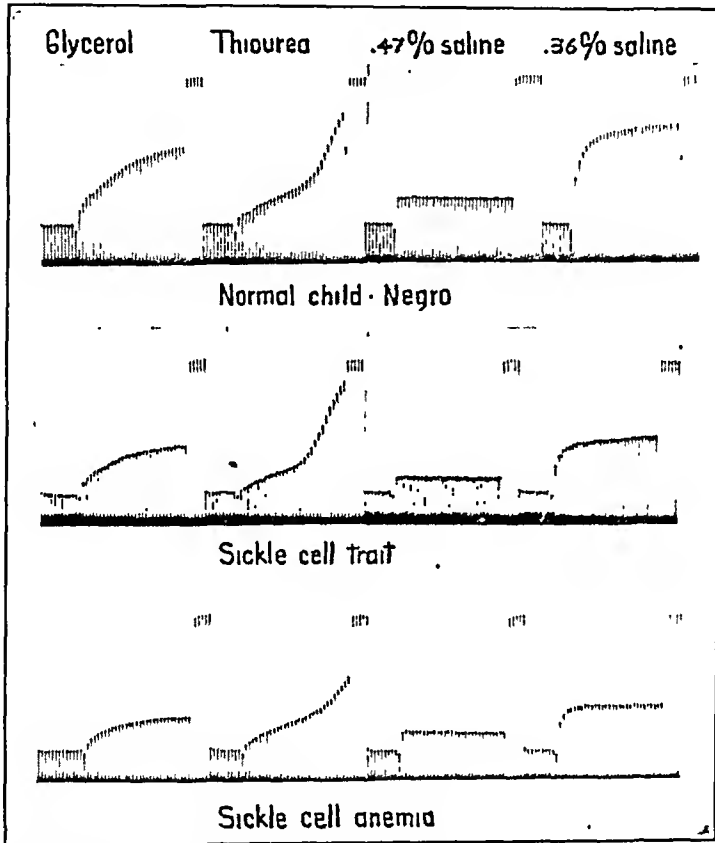 Glycerol Thiourea .47% saline .36% saline
Normal child · Negro
Sickle cell trait
Sickle cell anemia